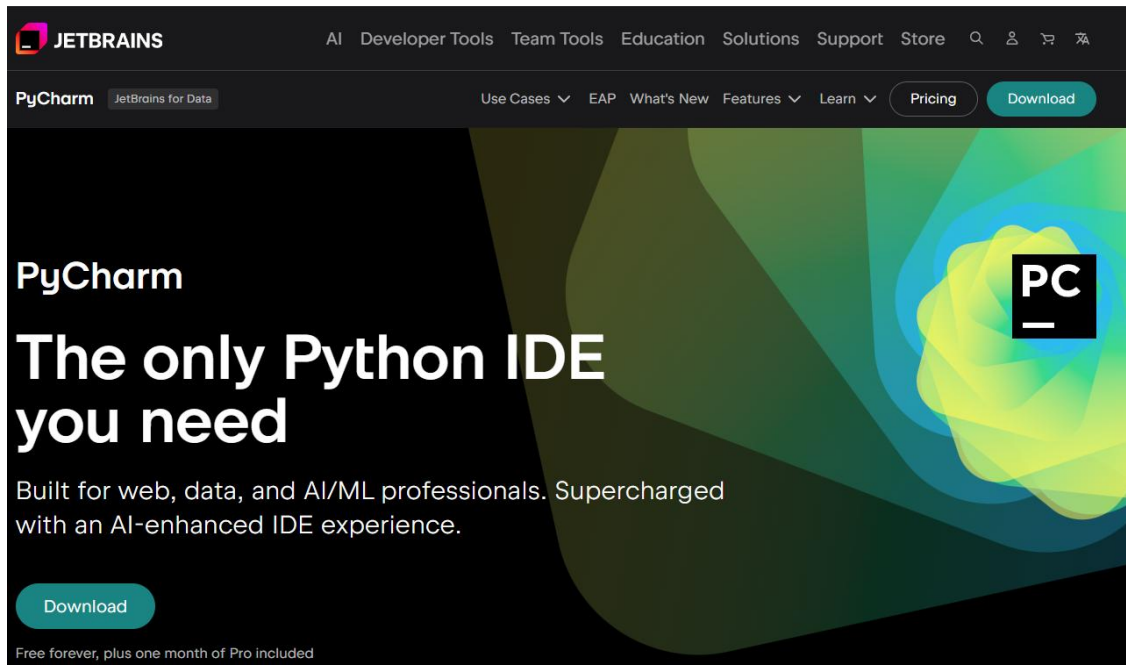 JETBRAINS AI Developer Tools Team Tools Education Solutions Support Store
PyCharm JetBrains for Data Use Cases EAP What's New Features Learn Pricing Download
PyCharm
PC
The only Python IDE
you need
Built for web, data, and AI/ML professionals. Supercharged
with an AI-enhanced IDE experience.
Download
Free forever, plus one month of Pro included